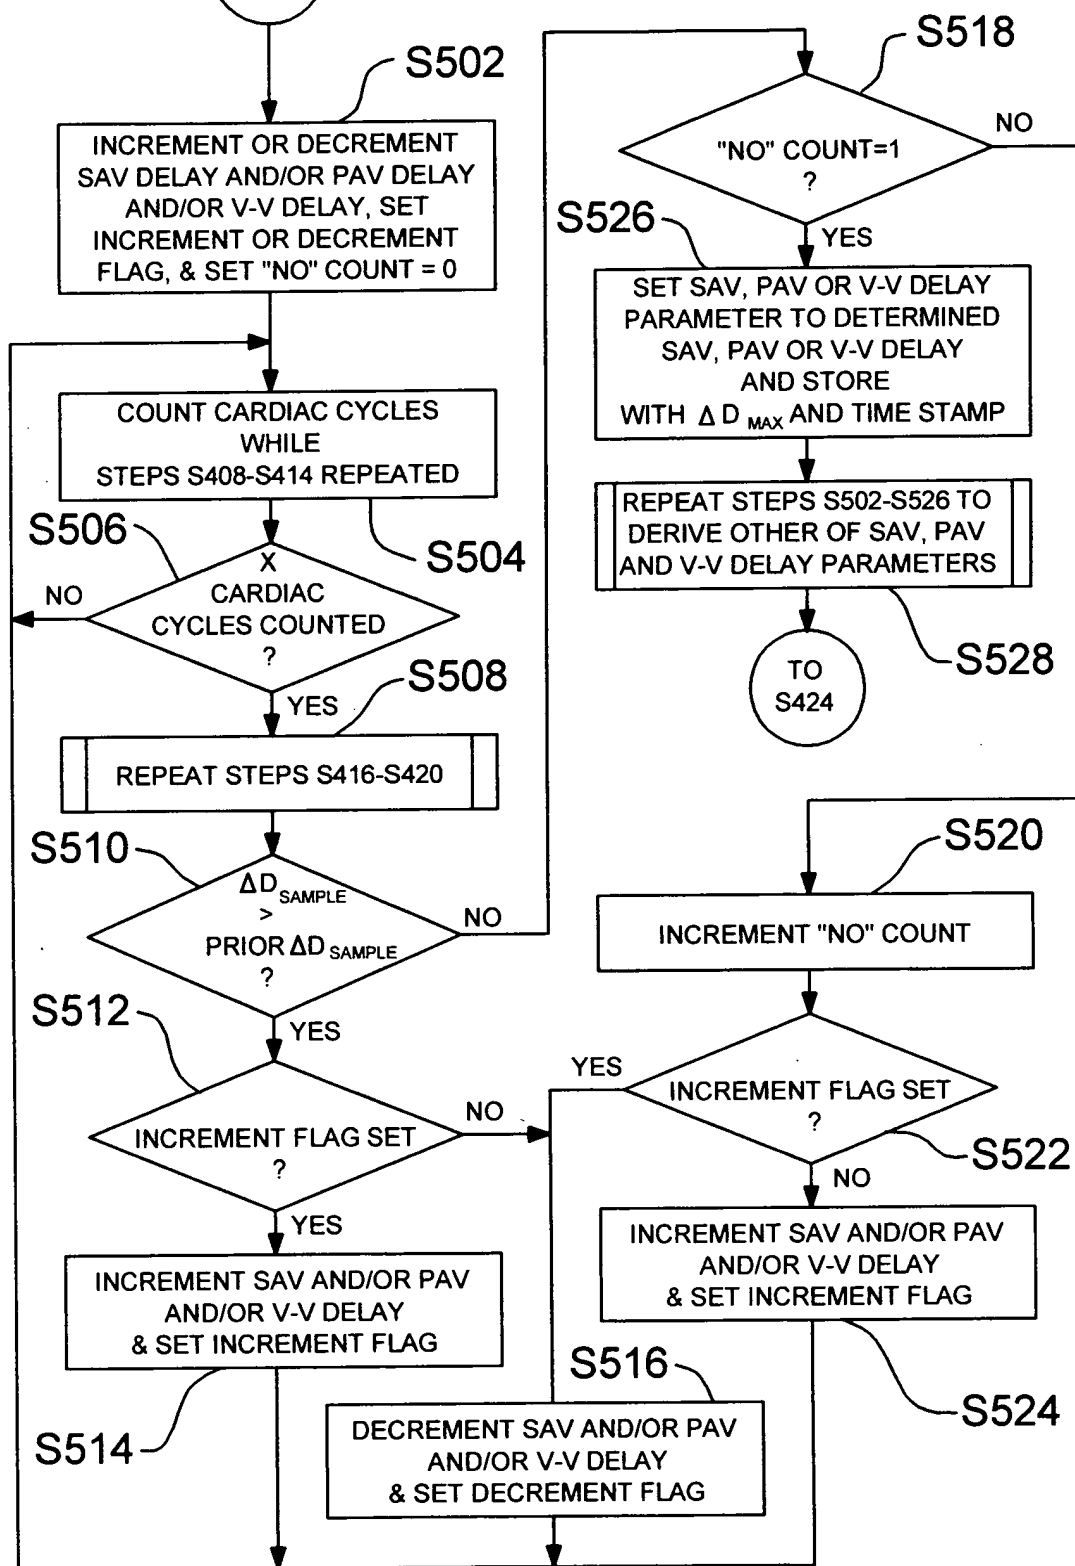 S502
INCREMENT OR DECREMENT
SAV DELAY AND/OR PAV DELAY
AND/OR V-V DELAY, SET
INCREMENT OR DECREMENT
FLAG, & SET "NO" COUNT = 0
COUNT CARDIAC CYCLES
WHILE
STEPS S408-S414 REPEATED
S504
S506
X
CARDIAC
CYCLES COUNTED
?
NO
YES
S508
REPEAT STEPS S416-S420
S510
ΔD SAMPLE
>
PRIOR ΔD SAMPLE
?
NO
YES
S512
INCREMENT FLAG SET
?
NO
YES
INCREMENT SAV AND/OR PAV
AND/OR V-V DELAY
& SET INCREMENT FLAG
S514
S516
DECREMENT SAV AND/OR PAV
AND/OR V-V DELAY
& SET DECREMENT FLAG
S518
"NO" COUNT=1
?
NO
YES
S526
SET SAV, PAV OR V-V DELAY
PARAMETER TO DETERMINED
SAV, PAV OR V-V DELAY
AND STORE
WITH Δ D MAX AND TIME STAMP
REPEAT STEPS S502-S526 TO
DERIVE OTHER OF SAV, PAV
AND V-V DELAY PARAMETERS
S528
TO
S424
S520
INCREMENT "NO" COUNT
YES
INCREMENT FLAG SET
?
S522
NO
INCREMENT SAV AND/OR PAV
AND/OR V-V DELAY
& SET INCREMENT FLAG
S524